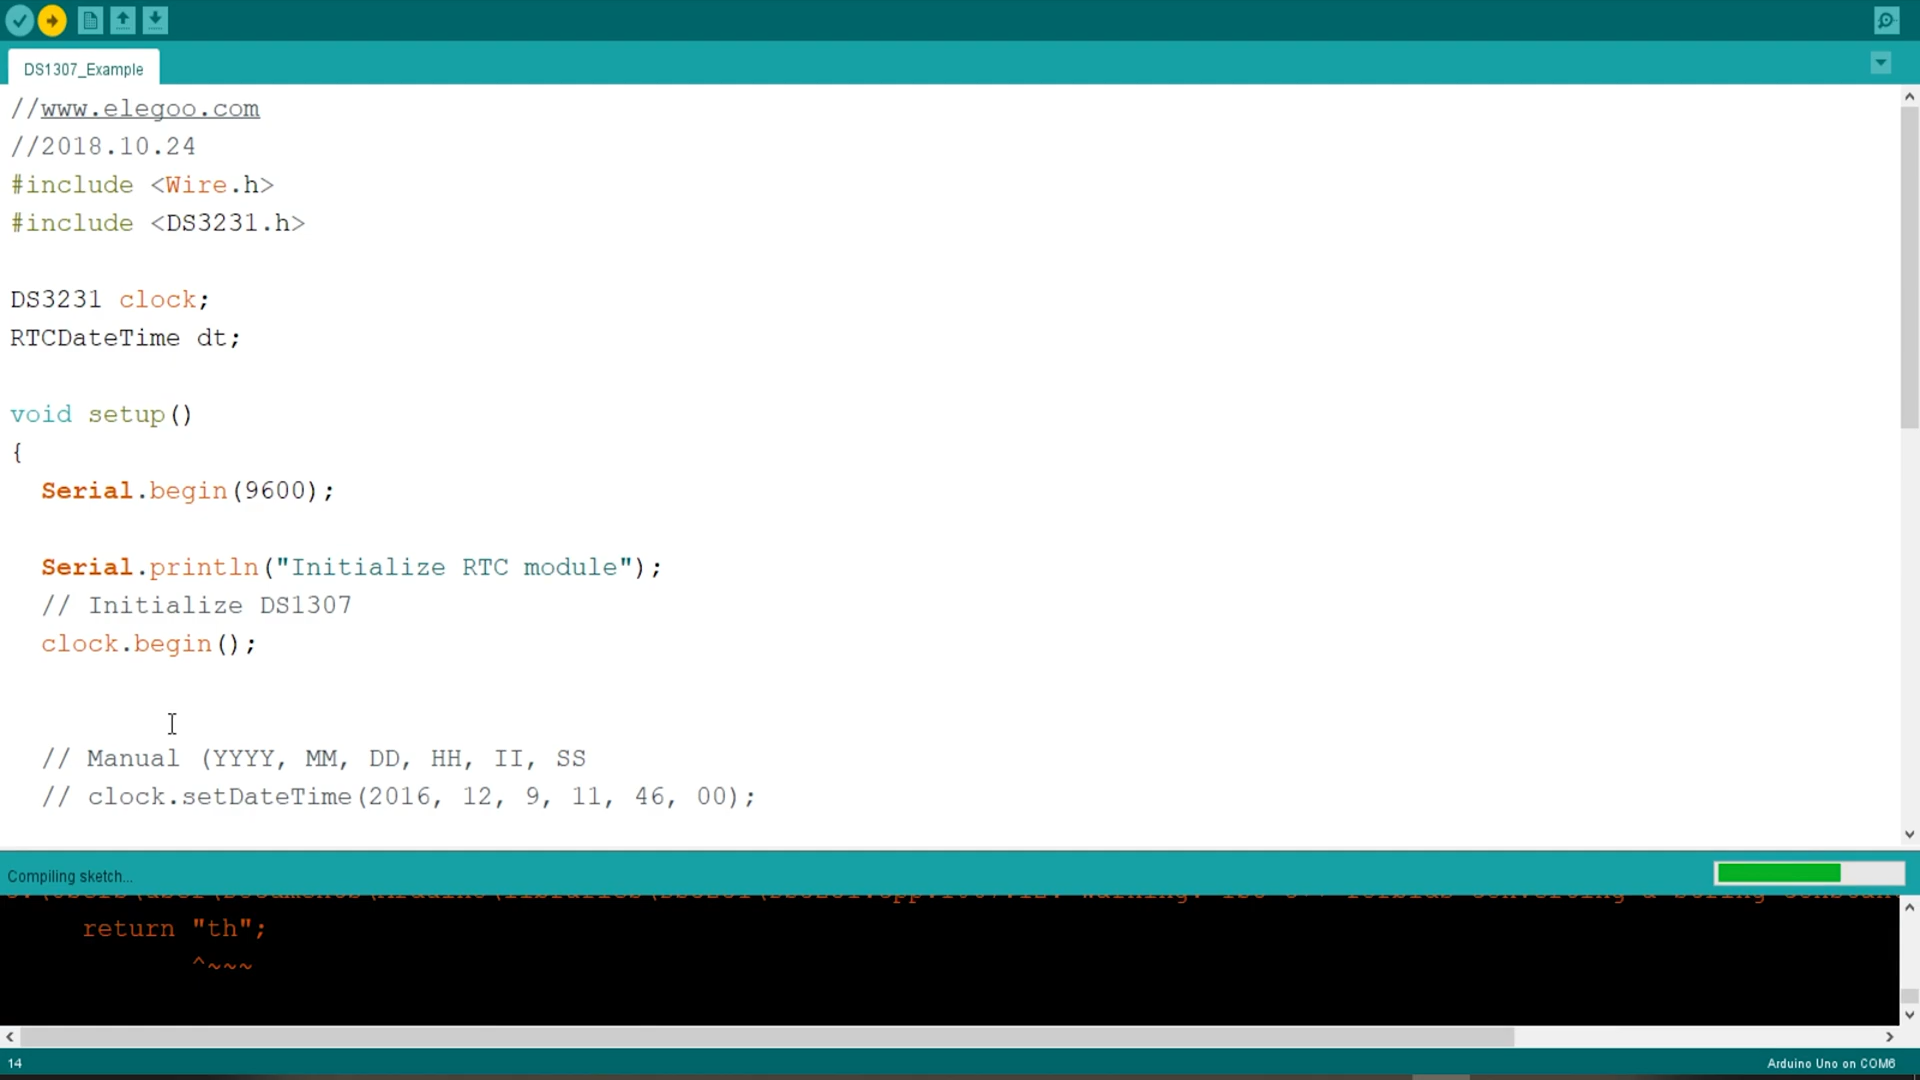 DS1307_Example
//www.elegoo.com
//2018.10.24
#include <Wire.h>
#include <DS3231.h>
DS3231 clock;
RTCDateTime dt;
void setup()
{
Serial.begin(9600);
Serial.println("Initialize RTC module");
// Initialize DS1307
clock.begin();
// Manual (YYYY, MM, DD, HH, II, SS
// clock.setDateTime(2016, 12, 9, 11, 46, 00);
Compiling sketch...
return "th";
^~~~
14
Arduino Uno on COM6